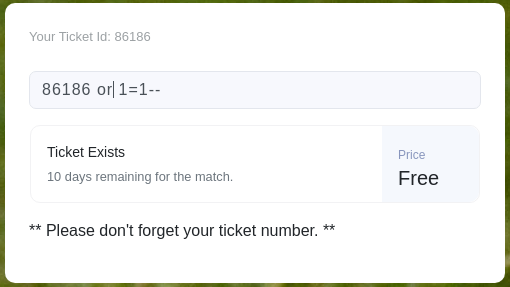 Your Ticket Id: 86186
86186 or 1=1--
Ticket Exists
10 days remaining for the match.
Price
Free
** Please don't forget your ticket number. **